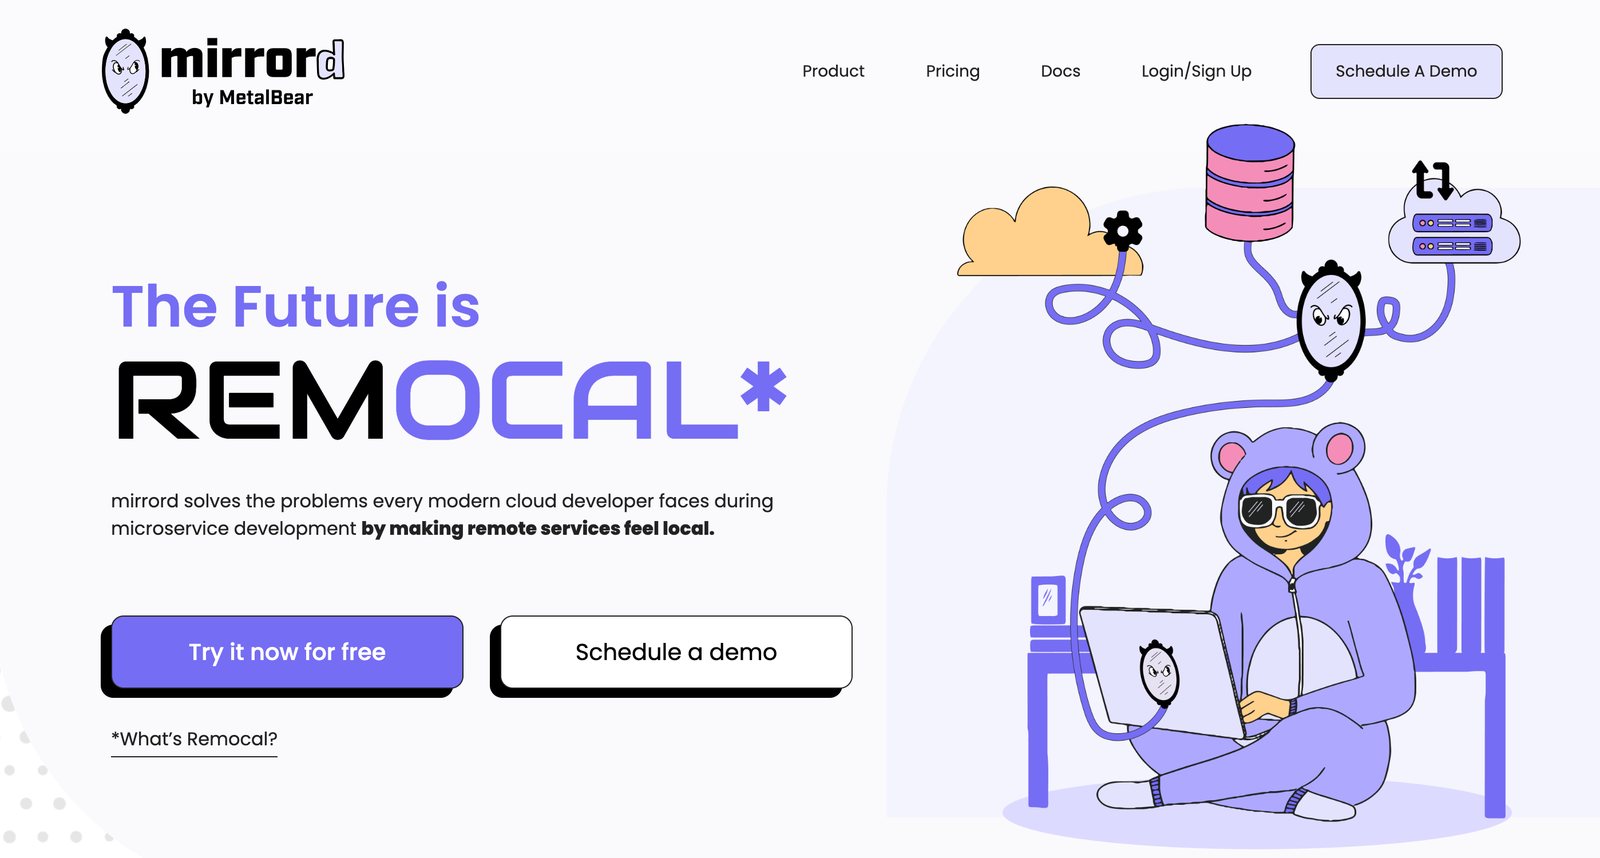 mirrord
by MetalBear
Product
Pricing
Docs
Login/Sign Up
Schedule A Demo
The Future is
REMOCAL*
mirrord solves the problems every modern cloud developer faces during
microservice development by making remote services feel local.
Try it now for free
Schedule a demo
*What’s Remocal?